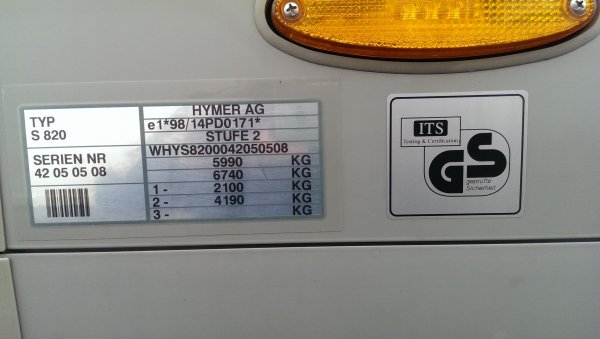 TYP
S 820
SERIEN NR
42 05 05 08
HYMER AG
e1*98/14PD0171*
STUFE 2
WHYS8200042050508
5990 KG
6740 KG
1 - 2100 KG
2 - 4190 KG
3 - KG
ITS
Testing & Certification
GS
geprüfte
Sicherheit